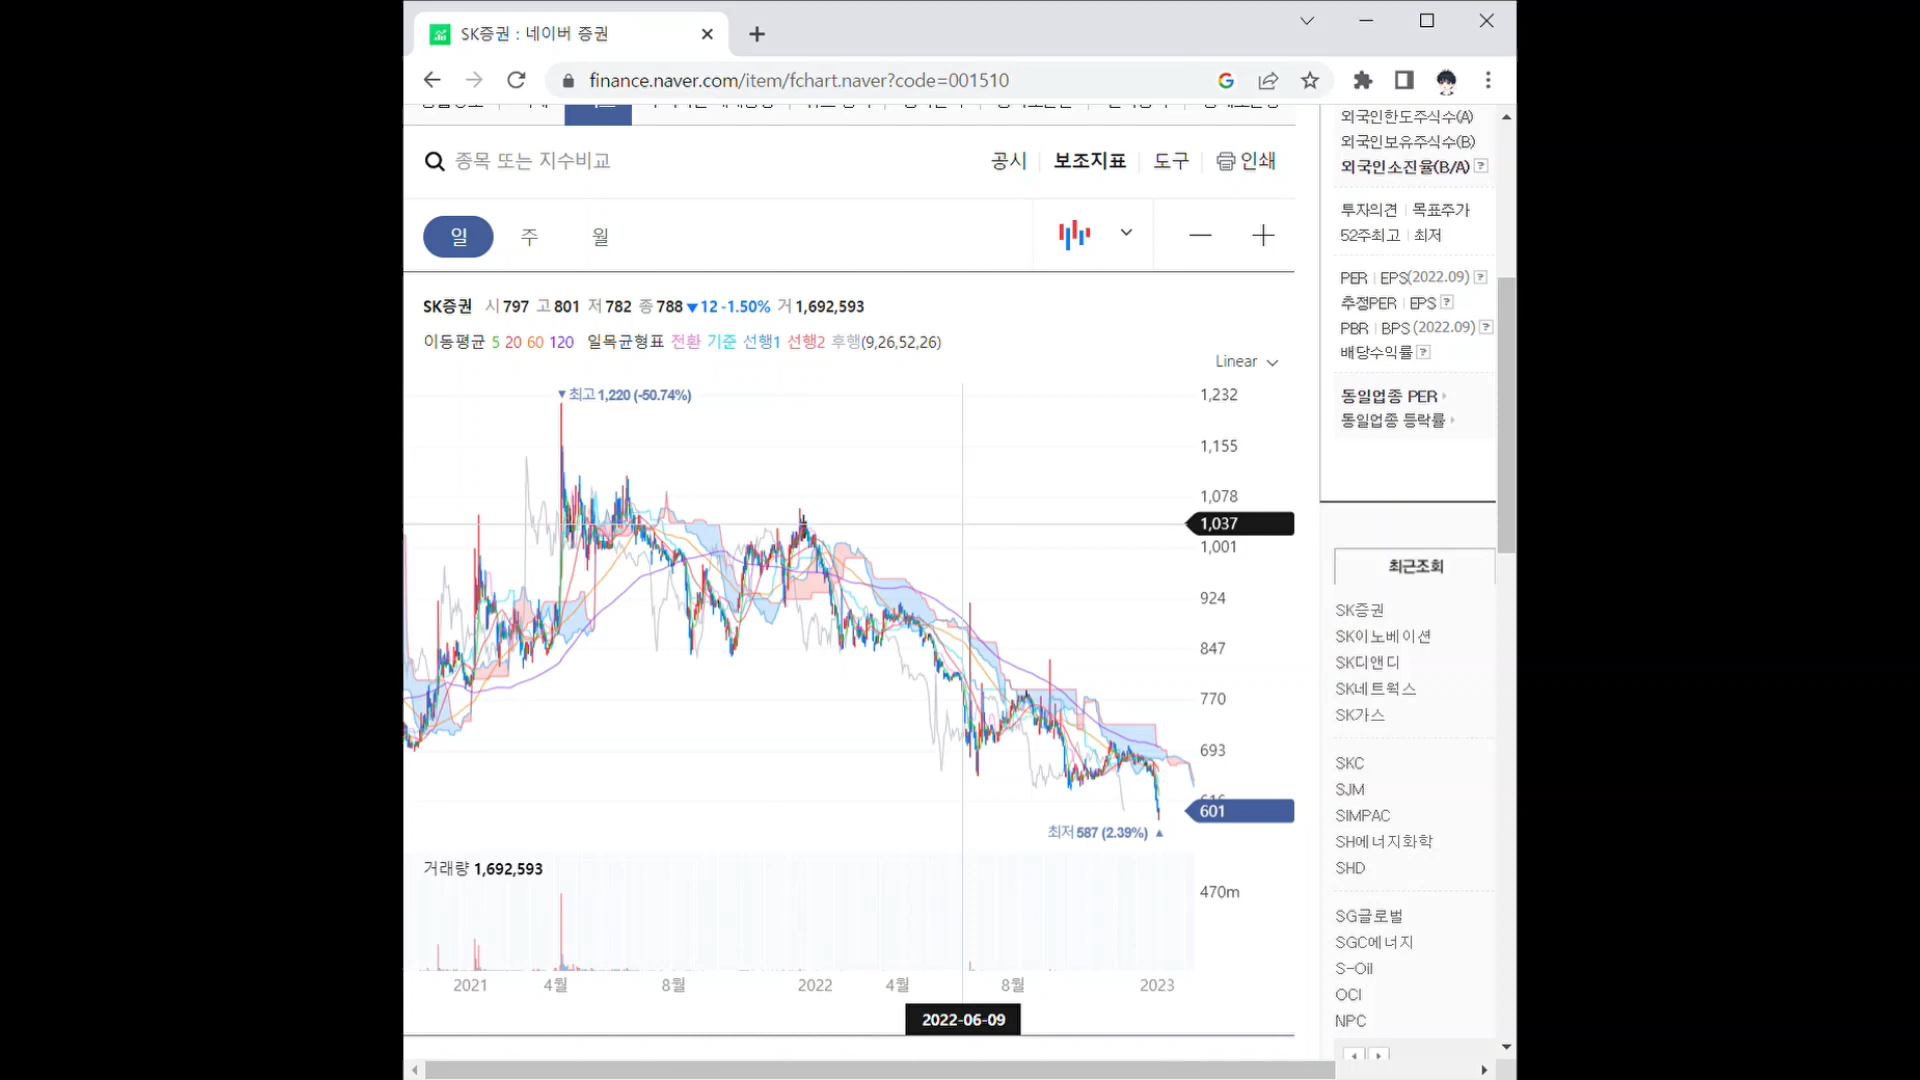 SK증권 : 네이버 증권
finance.naver.com/item/fchart.naver?code=001510
종목 또는 지수비교
공시 보조지표 도구 인쇄
일 주 월
SK증권 시 797 고 801 저 782 종 788 ▼12 -1.50% 거 1,692,593
이동평균 5 20 60 120 일목균형표 전환 기준 선행1 선행2 후행(9,26,52,26)
Linear
▼최고 1,220 (-50.74%)
1,232
1,155
1,078
1,037
1,001
924
847
770
693
601
최저 587 (2.39%) ▲
거래량 1,692,593
470m
2021 4월 8월 2022 4월 8월 2023
2022-06-09
외국인한도주식수(A)
외국인보유주식수(B)
외국인소진율(B/A) ?
투자의견 | 목표주가
52주최고 | 최저
PER | EPS(2022.09) ?
추정PER | EPS ?
PBR | BPS (2022.09) ?
배당수익률 ?
동일업종 PER
동일업종 등락률
최근조회
SK증권
SK이노베이션
SK디앤디
SK네트웍스
SK가스
SKC
SJM
SIMPAC
SH에너지화학
SHD
SG글로벌
SGC에너지
S-Oil
OCI
NPC